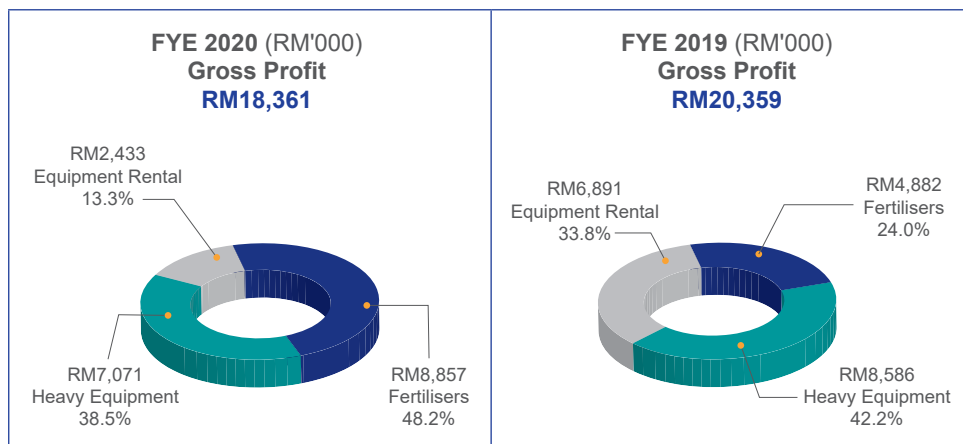 FYE 2020 (RM'000)
Gross Profit
RM18,361
RM2,433
Equipment Rental
13.3%
RM7,071
Heavy Equipment
38.5%
RM8,857
Fertilisers
48.2%
FYE 2019 (RM'000)
Gross Profit
RM20,359
RM6,891
Equipment Rental
33.8%
RM4,882
Fertilisers
24.0%
RM8,586
Heavy Equipment
42.2%